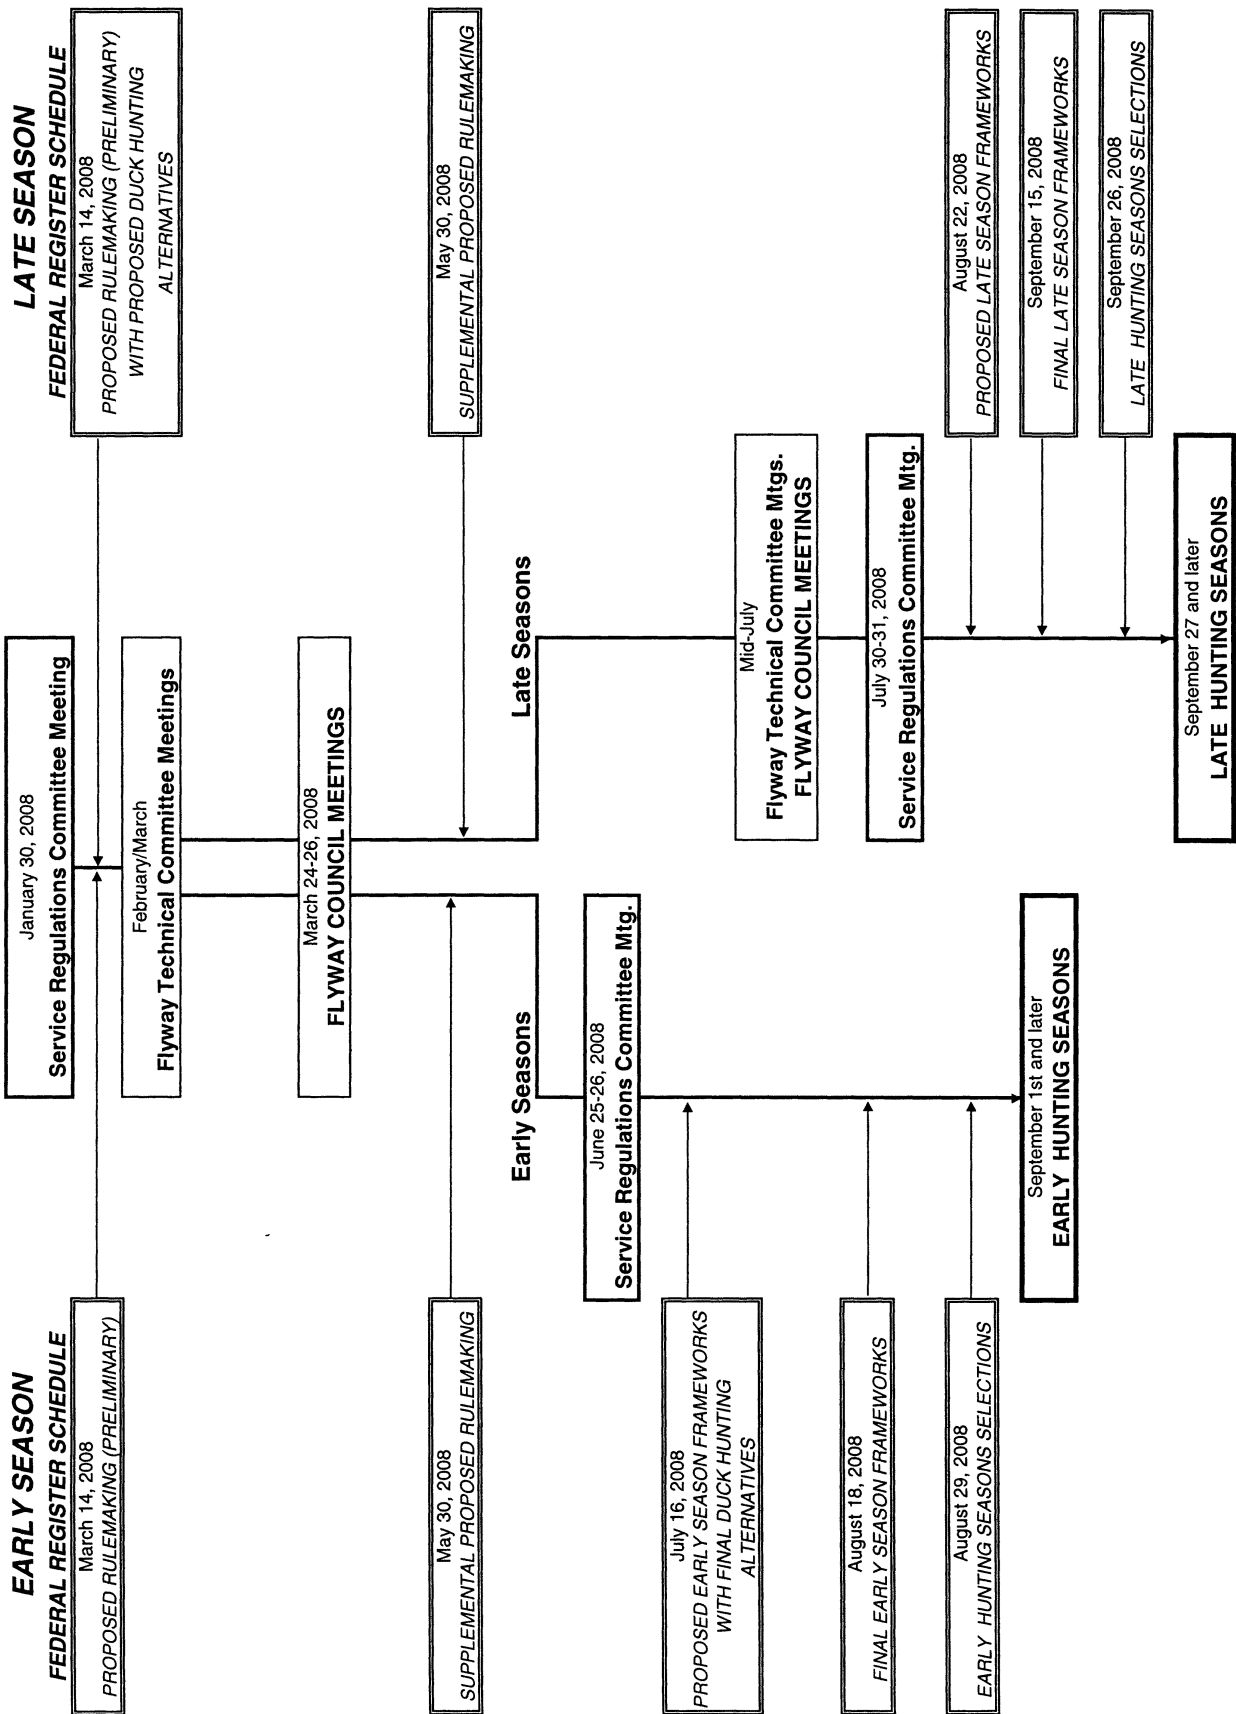 EARLY SEASON
FEDERAL REGISTER SCHEDULE
March 14, 2008
PROPOSED RULEMAKING (PRELIMINARY)
May 30, 2008
SUPPLEMENTAL PROPOSED RULEMAKING
July 16, 2008
PROPOSED EARLY SEASON FRAMEWORKS
WITH FINAL DUCK HUNTING
ALTERNATIVES
August 18, 2008
FINAL EARLY SEASON FRAMEWORKS
August 29, 2008
EARLY HUNTING SEASONS SELECTIONS
January 30, 2008
Service Regulations Committee Meeting
February/March
Flyway Technical Committee Meetings
March 24-26, 2008
FLYWAY COUNCIL MEETINGS
Early Seasons
June 25-26, 2008
Service Regulations Committee Mtg.
September 1st and later
EARLY HUNTING SEASONS
Late Seasons
Mid-July
Flyway Technical Committee Mtgs.
FLYWAY COUNCIL MEETINGS
July 30-31, 2008
Service Regulations Committee Mtg.
September 27 and later
LATE HUNTING SEASONS
LATE SEASON
FEDERAL REGISTER SCHEDULE
March 14, 2008
PROPOSED RULEMAKING (PRELIMINARY)
WITH PROPOSED DUCK HUNTING
ALTERNATIVES
May 30, 2008
SUPPLEMENTAL PROPOSED RULEMAKING
August 22, 2008
PROPOSED LATE SEASON FRAMEWORKS
September 15, 2008
FINAL LATE SEASON FRAMEWORKS
September 26, 2008
LATE HUNTING SEASONS SELECTIONS